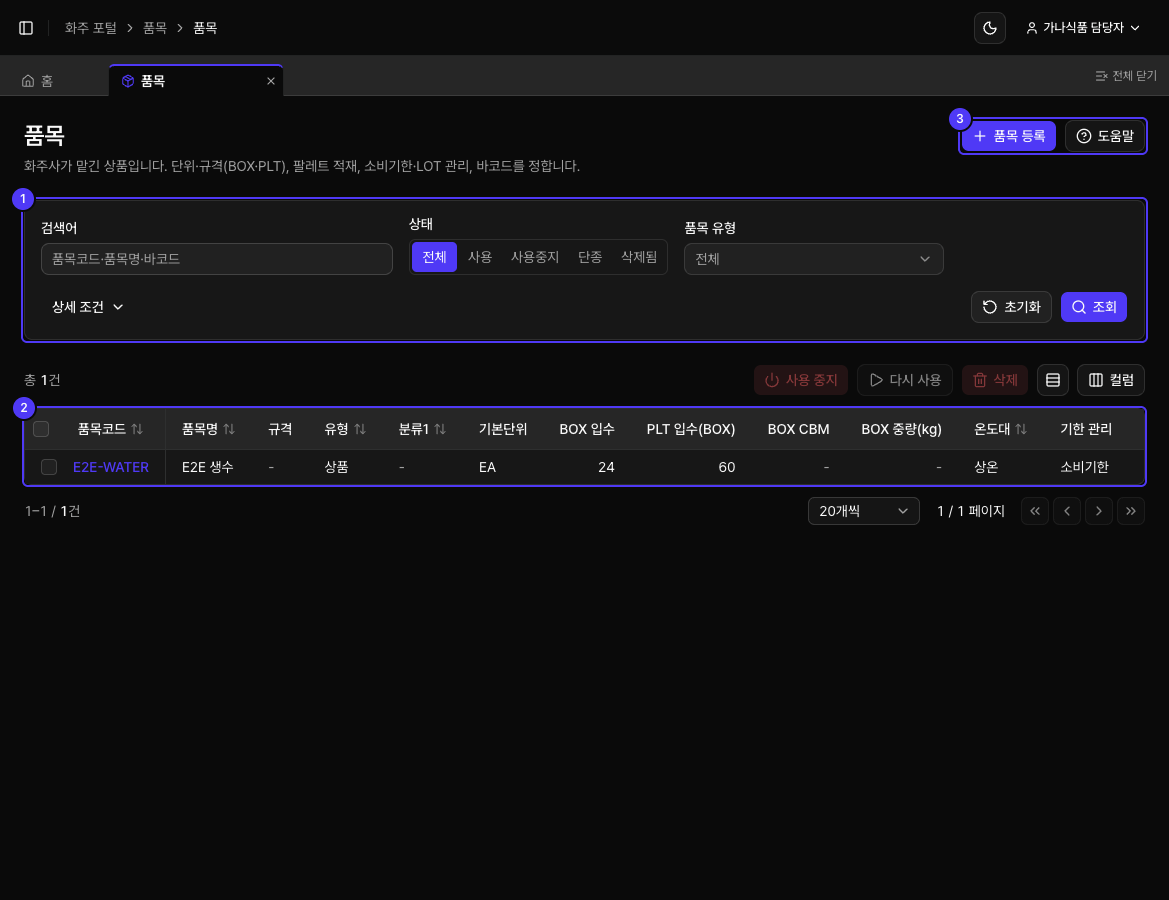 화주 포털 > 품목 > 품목
가나식품 담당자
홈
품목
전체 닫기
품목
화주사가 맡긴 상품입니다. 단위·규격(BOX·PLT), 팔레트 적재, 소비기한·LOT 관리, 바코드를 정합니다.
3
품목 등록
도움말
1
검색어
품목코드·품목명·바코드
상태
전체 사용 사용중지 단종 삭제됨
품목 유형
전체
상세 조건
초기화
조회
총 1건
사용 중지
다시 사용
삭제
컬럼
2
품목코드 품목명 규격 유형 분류1 기본단위 BOX 입수 PLT 입수(BOX) BOX CBM BOX 중량(kg) 온도대 기한 관리
E2E-WATER E2E 생수 - 상품 - EA 24 60 - - 상온 소비기한
1–1 / 1건
20개씩
1 / 1 페이지